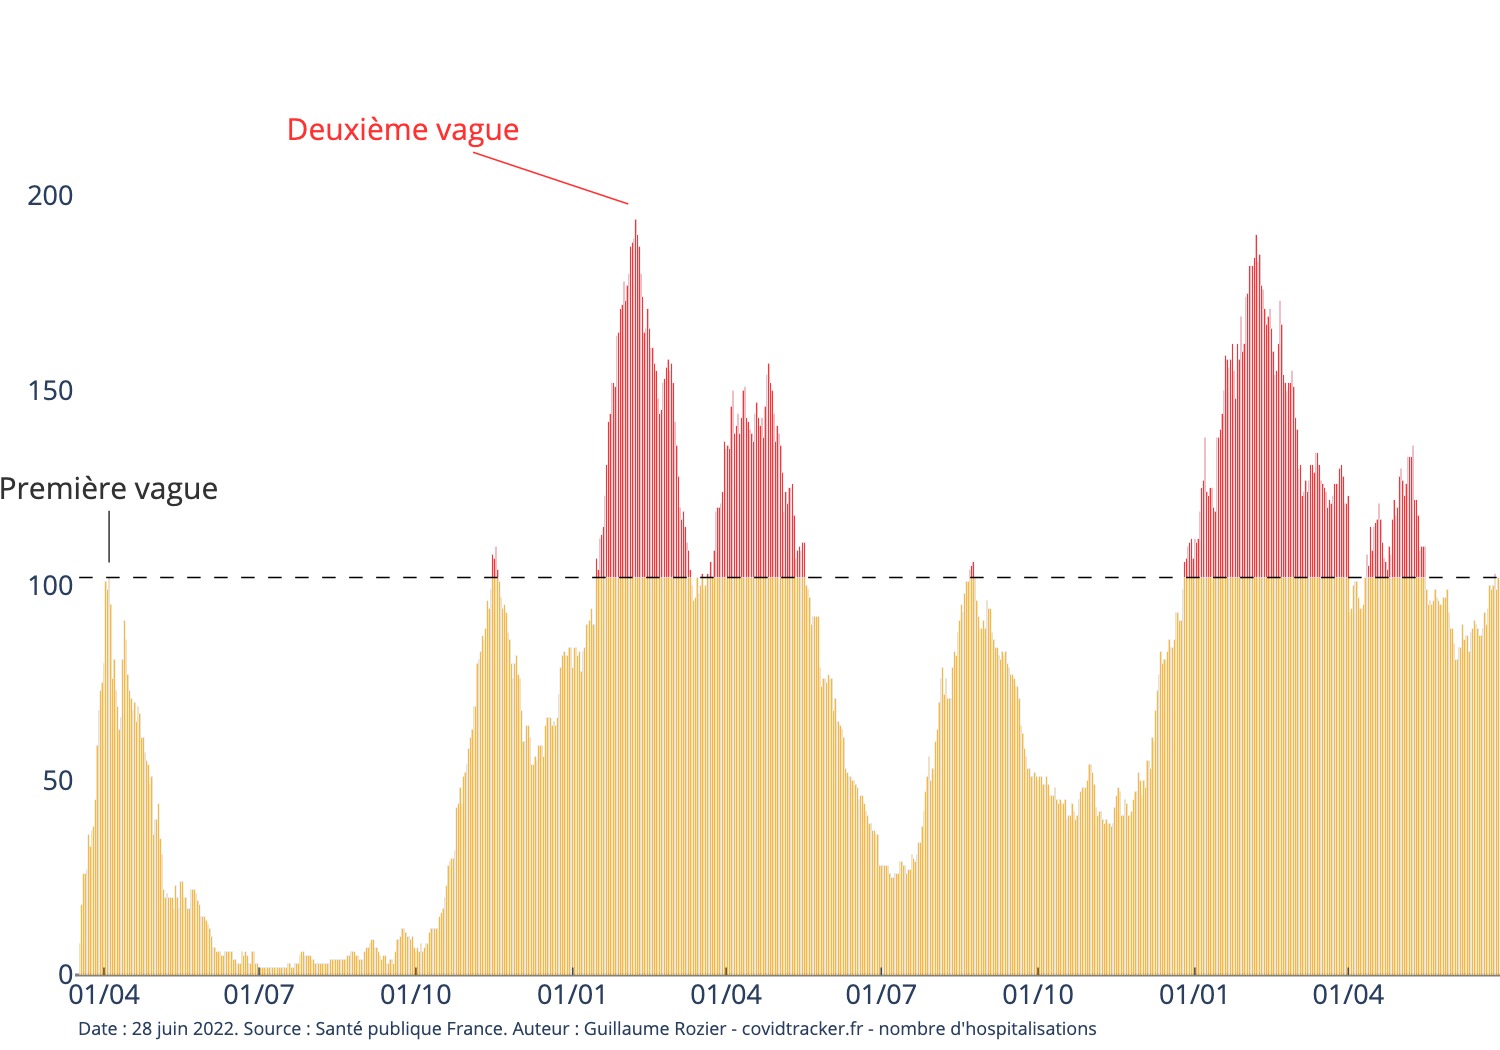 Deuxième vague
200
150
Première vague
100
50
0
01/04 01/07 01/10 01/01 01/04 01/07 01/10 01/01 01/04
Date : 28 juin 2022. Source : Santé publique France. Auteur : Guillaume Rozier - covidtracker.fr - nombre d'hospitalisations